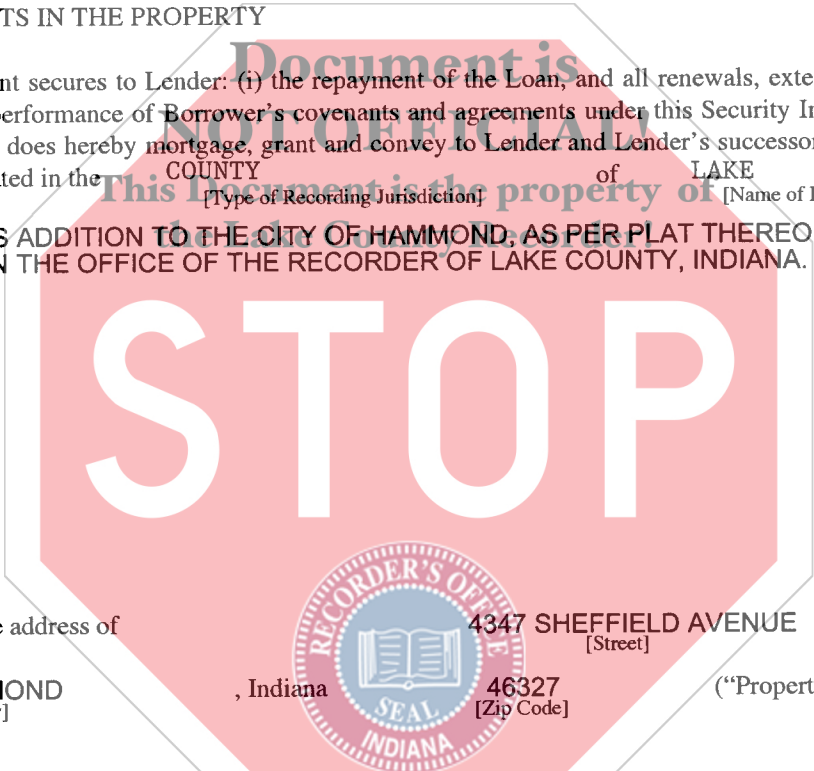 TS IN THE PROPERTY
Document is
nt secures to Lender: (i) the repayment of the Loan, and all renewals, exte
erformance of Borrower's covenants and agreements under this Security In
NOT OFFICIAL!
does hereby mortgage, grant and convey to Lender and Lender's successor
ted in the COUNTY of LAKE
This Document is the property of
[Type of Recording Jurisdiction] [Name of
the Lake County Recorder!
S ADDITION TO THE CITY OF HAMMOND, AS PER PLAT THEREO
N THE OFFICE OF THE RECORDER OF LAKE COUNTY, INDIANA.
STOP
RECORDER'S OFFICE
SEAL
INDIANA
address of 4347 SHEFFIELD AVENUE
[Street]
OND , Indiana 46327 ("Propert
] [Zip Code]